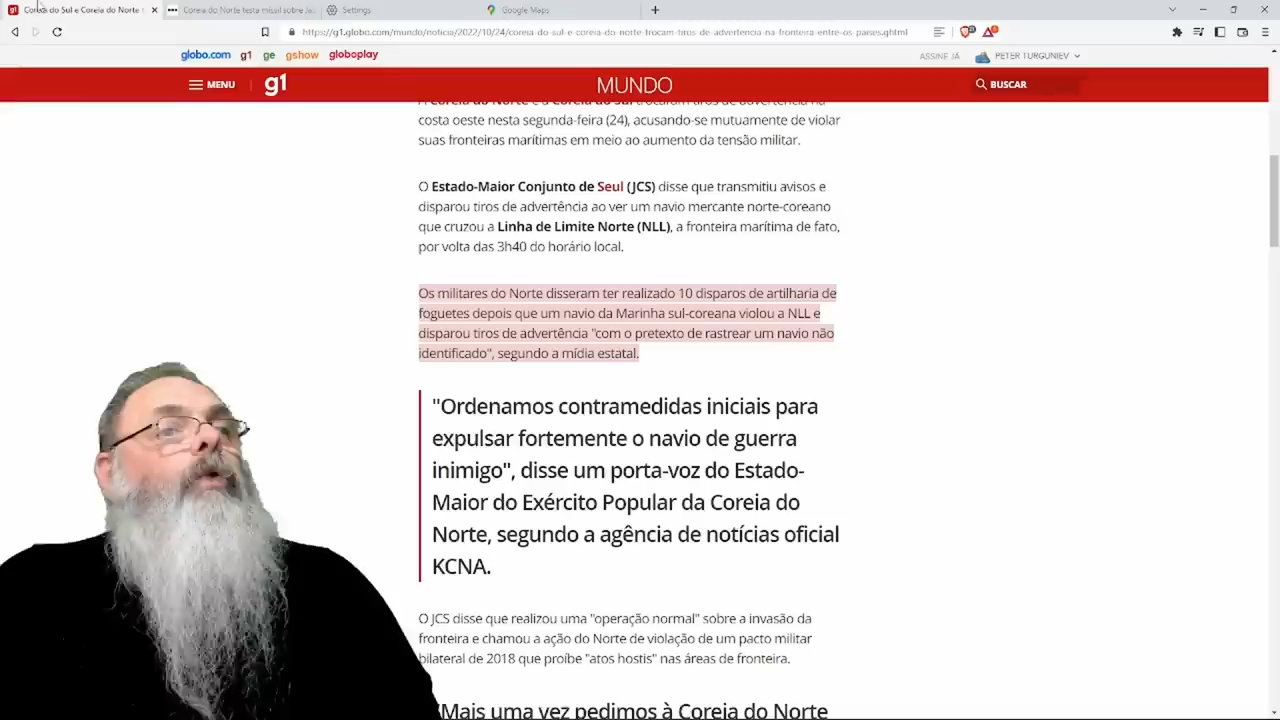 Coreia do Sul e Coreia do Norte
Coreia do Norte testa míssil sobre Ja
Settings
Google Maps
https://g1.globo.com/mundo/noticia/2022/10/24/coreia-do-sul-e-coreia-do-norte-trocam-tiros-de-advertencia-na-fronteira-entre-os-paises.ghtml
globo.com g1 ge gshow globoplay
ASSINE JÁ
PETER TURGUNIEV
MENU
g1
MUNDO
BUSCAR
A Coreia do Norte e a Coreia do Sul trocaram tiros de advertência na
costa oeste nesta segunda-feira (24), acusando-se mutuamente de violar
suas fronteiras marítimas em meio ao aumento da tensão militar.
O Estado-Maior Conjunto de Seul (JCS) disse que transmitiu avisos e
disparou tiros de advertência ao ver um navio mercante norte-coreano
que cruzou a Linha de Limite Norte (NLL), a fronteira marítima de fato,
por volta das 3h40 do horário local.
Os militares do Norte disseram ter realizado 10 disparos de artilharia de
foguetes depois que um navio da Marinha sul-coreana violou a NLL e
disparou tiros de advertência "com o pretexto de rastrear um navio não
identificado", segundo a mídia estatal.
"Ordenamos contramedidas iniciais para
expulsar fortemente o navio de guerra
inimigo", disse um porta-voz do Estado-
Maior do Exército Popular da Coreia do
Norte, segundo a agência de notícias oficial
KCNA.
O JCS disse que realizou uma "operação normal" sobre a invasão da
fronteira e chamou a ação do Norte de violação de um pacto militar
bilateral de 2018 que proíbe "atos hostis" nas áreas de fronteira.
"Mais uma vez pedimos à Coreia do Norte